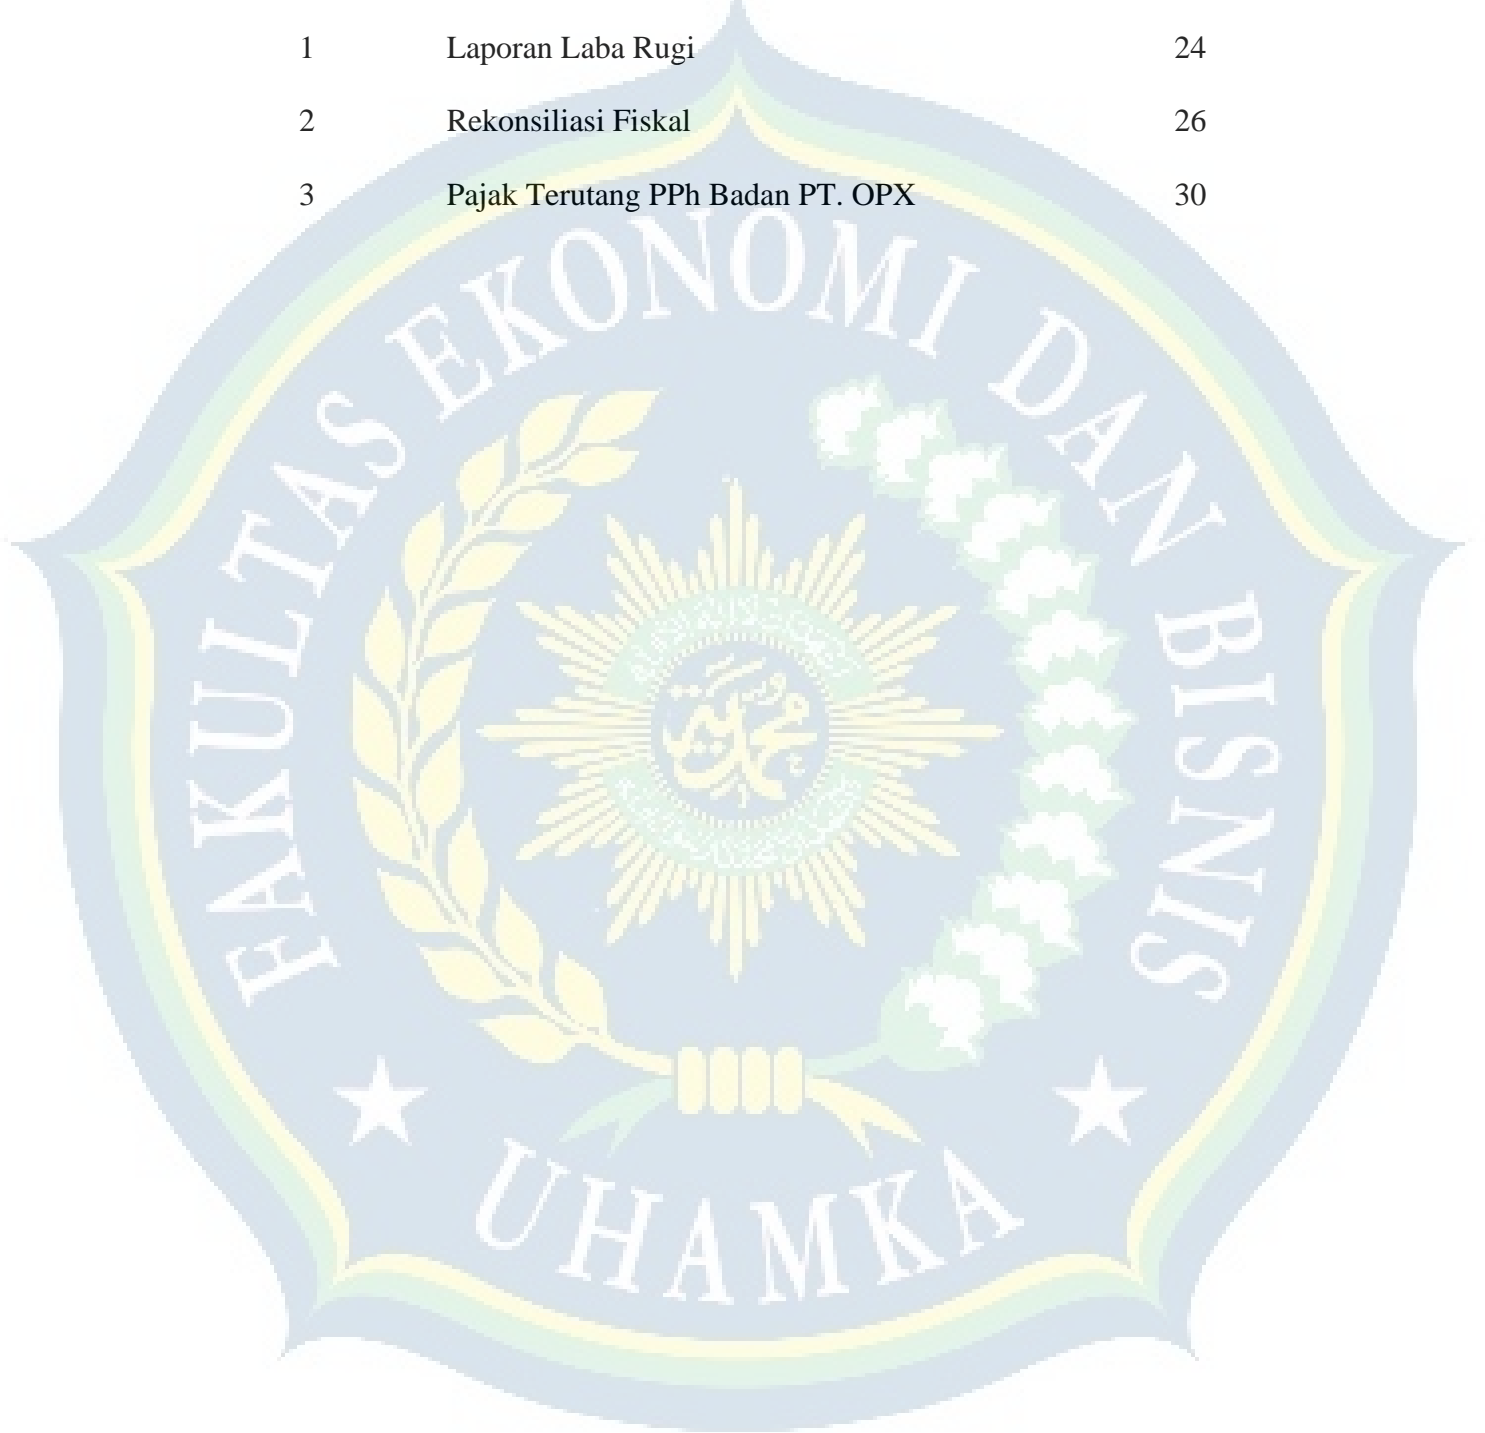 1 Laporan Laba Rugi 24
2 Rekonsiliasi Fiskal 26
3 Pajak Terutang PPh Badan PT. OPX 30
FAKULTAS EKONOMI DAN BISNIS
UHAMKA